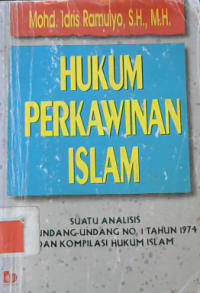 Mohd. Idris Ramulyo, S.H., M.H.
HUKUM
PERKAWINAN
ISLAM
SUATU ANALISIS
UNDANG-UNDANG NO, 1 TAHUN 1974
DAN KOMPILASI HUKUM ISLAM